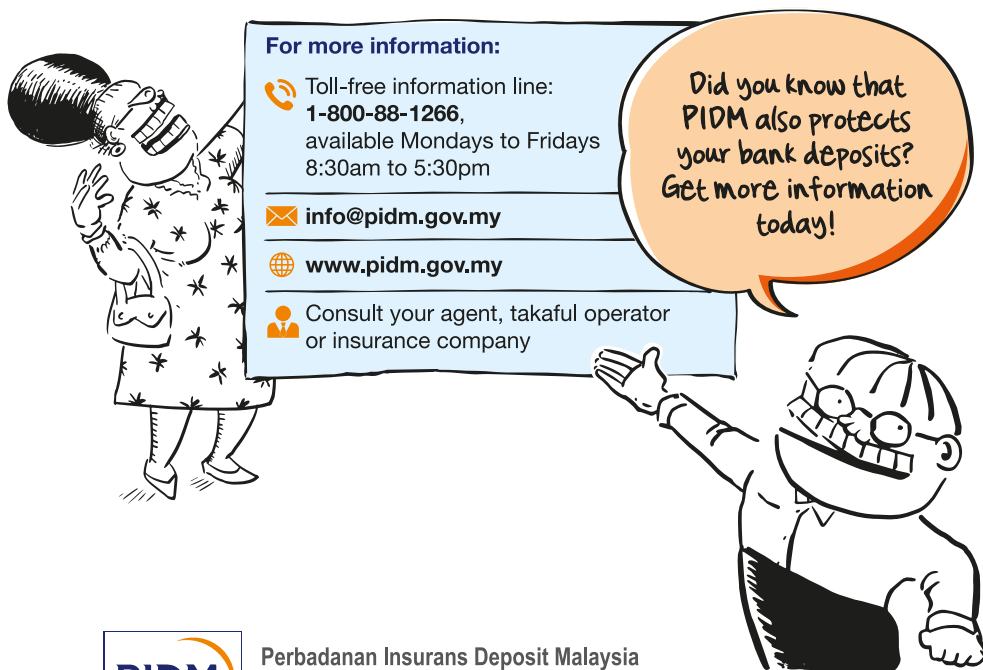 For more information:
Toll-free information line:
1-800-88-1266,
available Mondays to Fridays
8:30am to 5:30pm
info@pidm.gov.my
www.pidm.gov.my
Consult your agent, takaful operator
or insurance company
Did you know that
PIDM also protects
your bank deposits?
Get more information
today!
PIDM
Perbadanan Insurans Deposit Malaysia